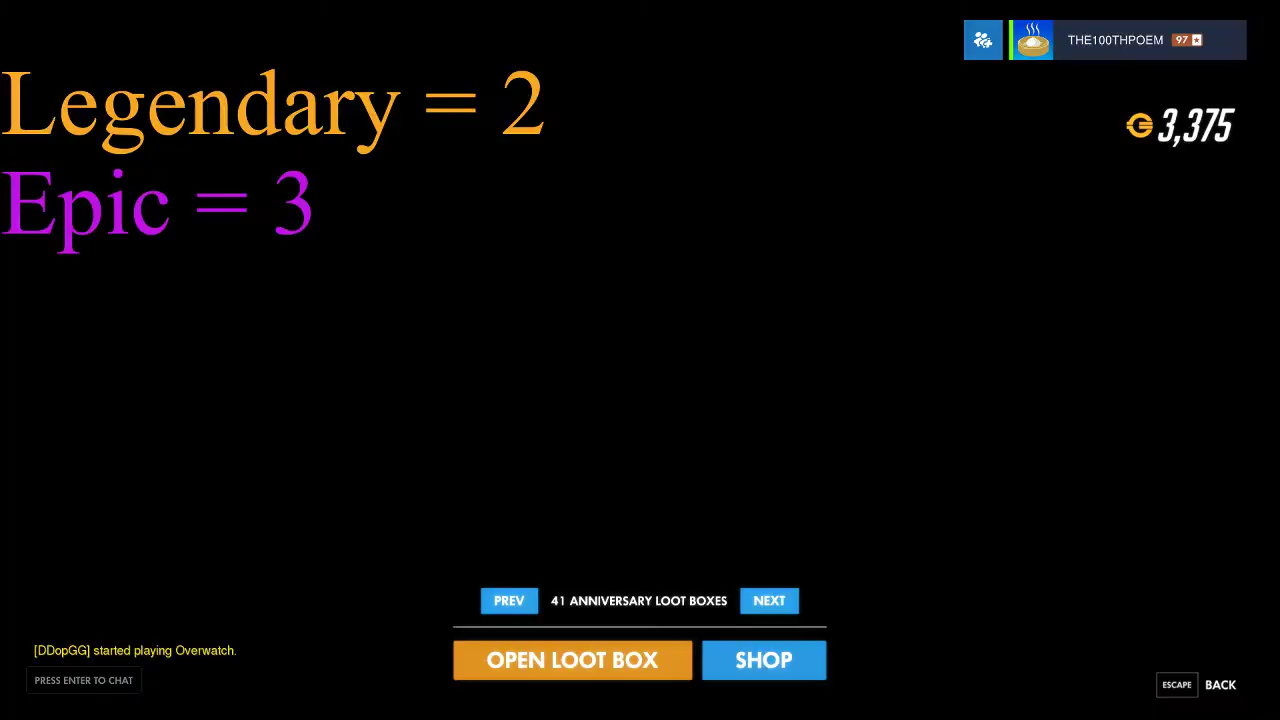 THE100THPOEM 97
Legendary = 2
3,375
Epic = 3
PREV 41 ANNIVERSARY LOOT BOXES NEXT
[DDopGG] started playing Overwatch.
OPEN LOOT BOX SHOP
PRESS ENTER TO CHAT
ESCAPE BACK